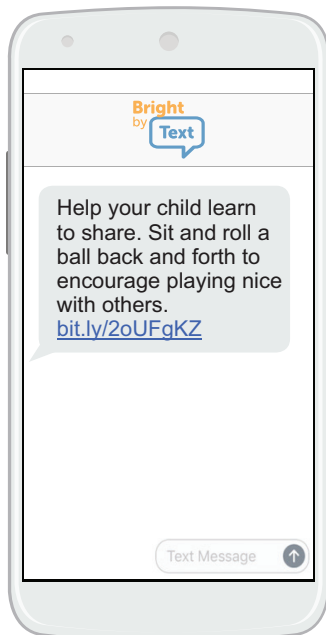 Bright
by Text
Help your child learn
to share. Sit and roll a
ball back and forth to
encourage playing nice
with others.
bit.ly/2oUFgKZ
Text Message